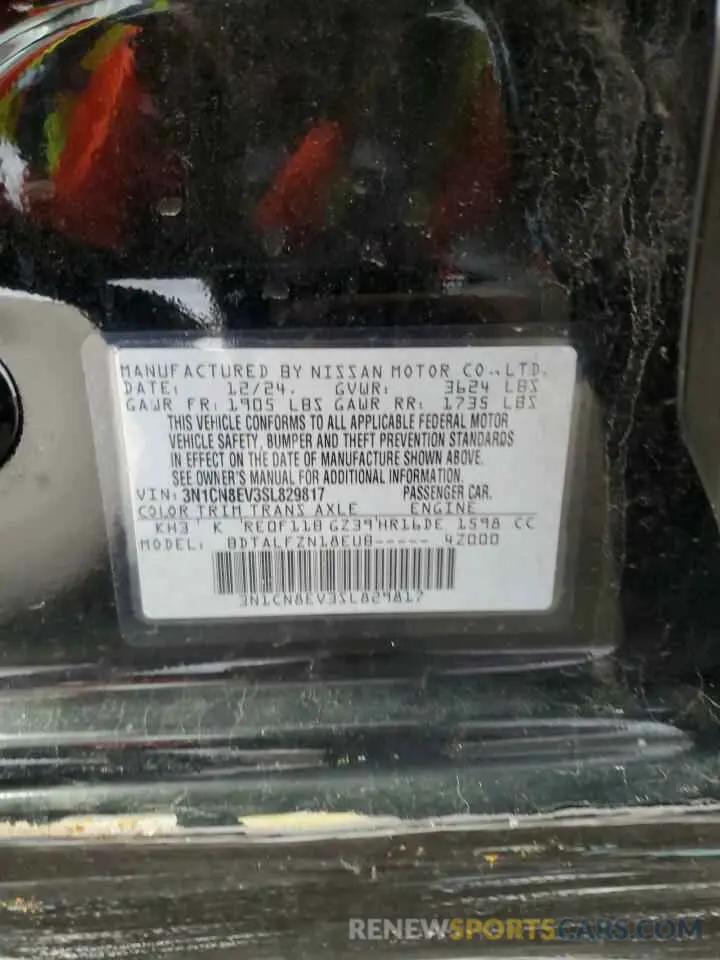 MANUFACTURED BY NISSAN MOTOR CO.,LTD.
DATE: 12/24. GVWR: 3624 LBS
GAWR FR: 1905 LBS GAWR RR: 1735 LBS
THIS VEHICLE CONFORMS TO ALL APPLICABLE FEDERAL MOTOR
VEHICLE SAFETY, BUMPER AND THEFT PREVENTION STANDARDS
IN EFFECT ON THE DATE OF MANUFACTURE SHOWN ABOVE.
SEE OWNER'S MANUAL FOR ADDITIONAL INFORMATION.
VIN: 3N1CN8EV3SL829817 PASSENGER CAR.
COLOR TRIM TRANS AXLE ENGINE
KH3 K RE0F11B GZ39 HR16DE 1598 CC
MODEL: BDTALFZN18EUB----- 4Z000
3N1CN8EV3SL829817
RENEWSPORTSCARS.COM